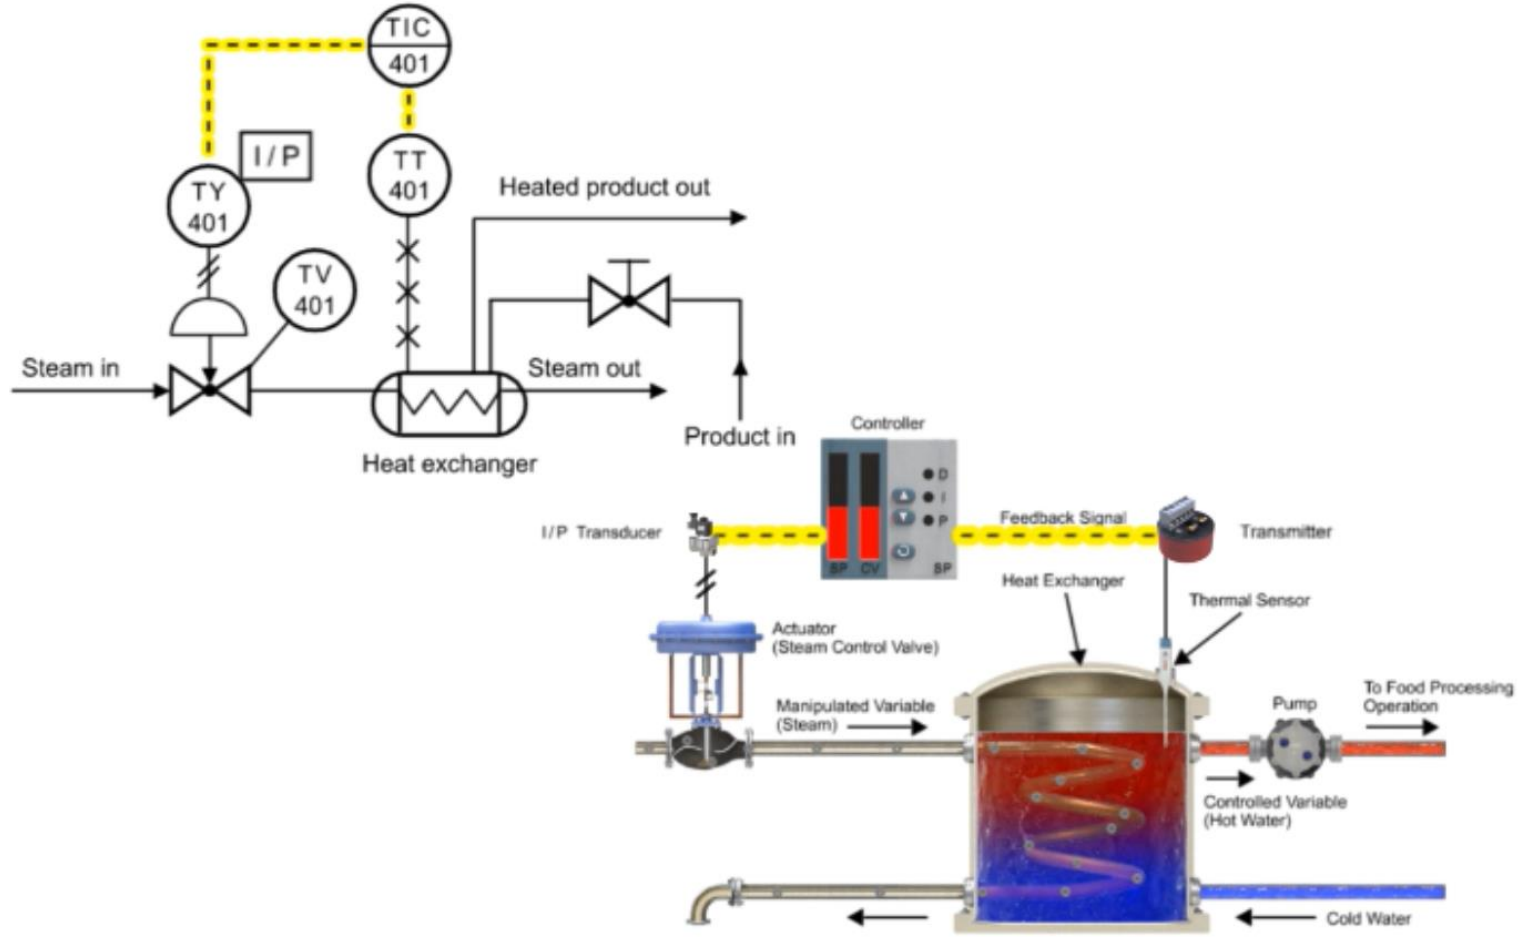 TIC
401
I/P
TT
401
TY
401
Heated product out
TV
401
Steam in
Steam out
Product in
Heat exchanger
Controller
D
I
P
SP
CV
SP
I/P Transducer
Feedback Signal
Transmitter
Heat Exchanger
Thermal Sensor
Actuator
(Steam Control Valve)
Manipulated Variable
(Steam)
Pump
To Food Processing
Operation
Controlled Variable
(Hot Water)
Cold Water